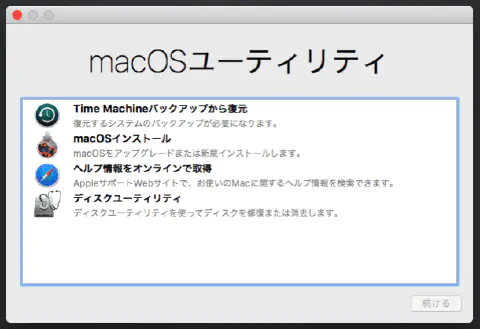 macOSユーティリティ
Time Machineバックアップから復元
復元するシステムのバックアップが必要になります。
macOSインストール
macOSをアップグレードまたは新規インストールします。
ヘルプ情報をオンラインで取得
AppleサポートWebサイトで、お使いのMacに関するヘルプ情報を検索できます。
ディスクユーティリティ
ディスクユーティリティを使ってディスクを修復または消去します。
続ける